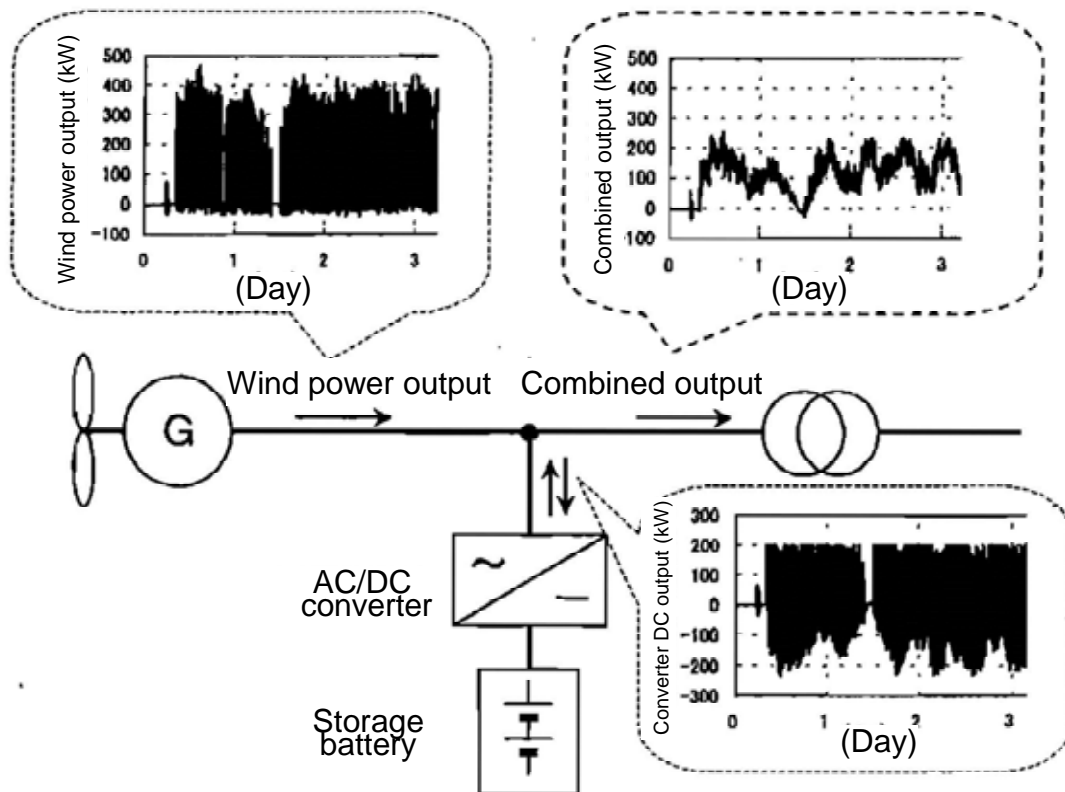 Wind power output (kW)
500
400
300
200
100
0
-100
0 1 2 3
(Day)
Combined output (kW)
500
400
300
200
100
0
100
0 1 2 3
(Day)
Wind power output
Combined output
G
AC/DC
converter
Storage
battery
Converter DC output (kW)
300
200
100
0
-100
-200
-300
0 1 2 3
(Day)